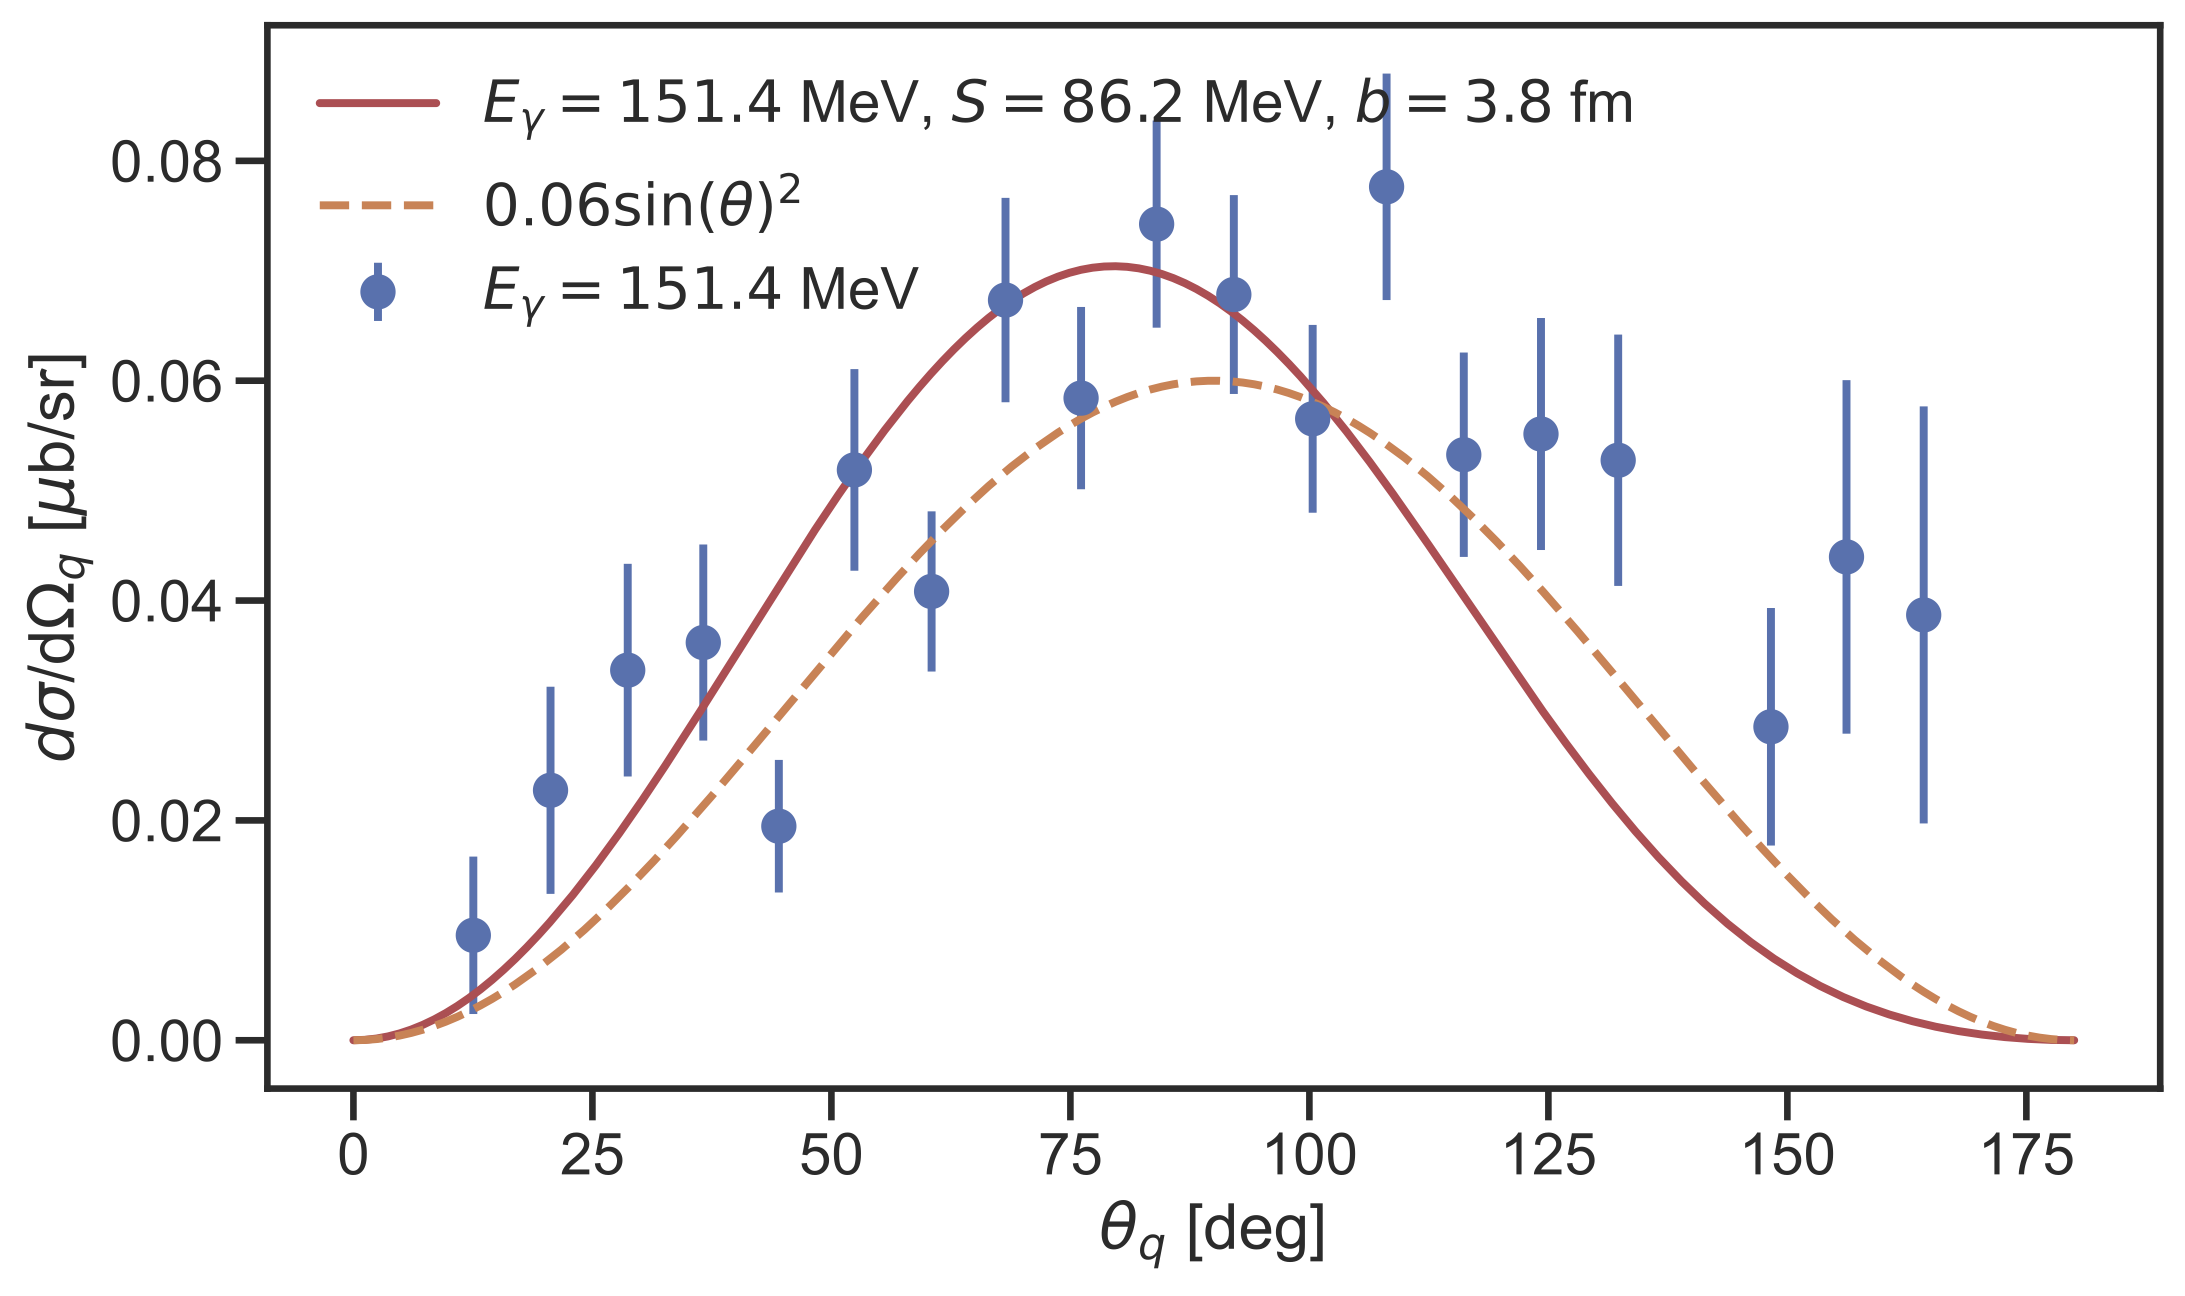 E_γ = 151.4 MeV, S = 86.2 MeV, b = 3.8 fm
0.06sin(θ)²
E_γ = 151.4 MeV
dσ/dΩ_q [μb/sr]
0.08
0.06
0.04
0.02
0.00
0 25 50 75 100 125 150 175
θ_q [deg]